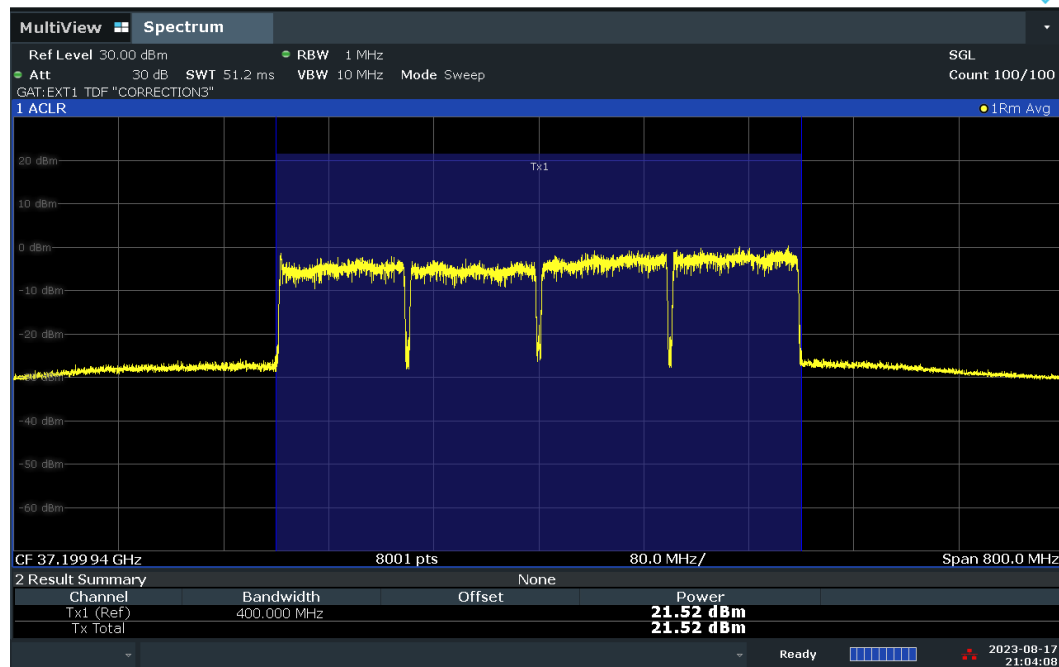 MultiView Spectrum
Ref Level 30.00 dBm RBW 1 MHz SGL
Att 30 dB SWT 51.2 ms VBW 10 MHz Mode Sweep Count 100/100
GAT:EXT1 TDF "CORRECTION3"
1 ACLR 1Rm Avg
Tx1
20 dBm
10 dBm
0 dBm
-10 dBm
-20 dBm
-40 dBm
-50 dBm
-60 dBm
CF 37.199 94 GHz 8001 pts 80.0 MHz/ Span 800.0 MHz
2 Result Summary None
Channel Bandwidth Offset Power
Tx1 (Ref) 400.000 MHz 21.52 dBm
Tx Total 21.52 dBm
Ready 2023-08-17
21:04:08